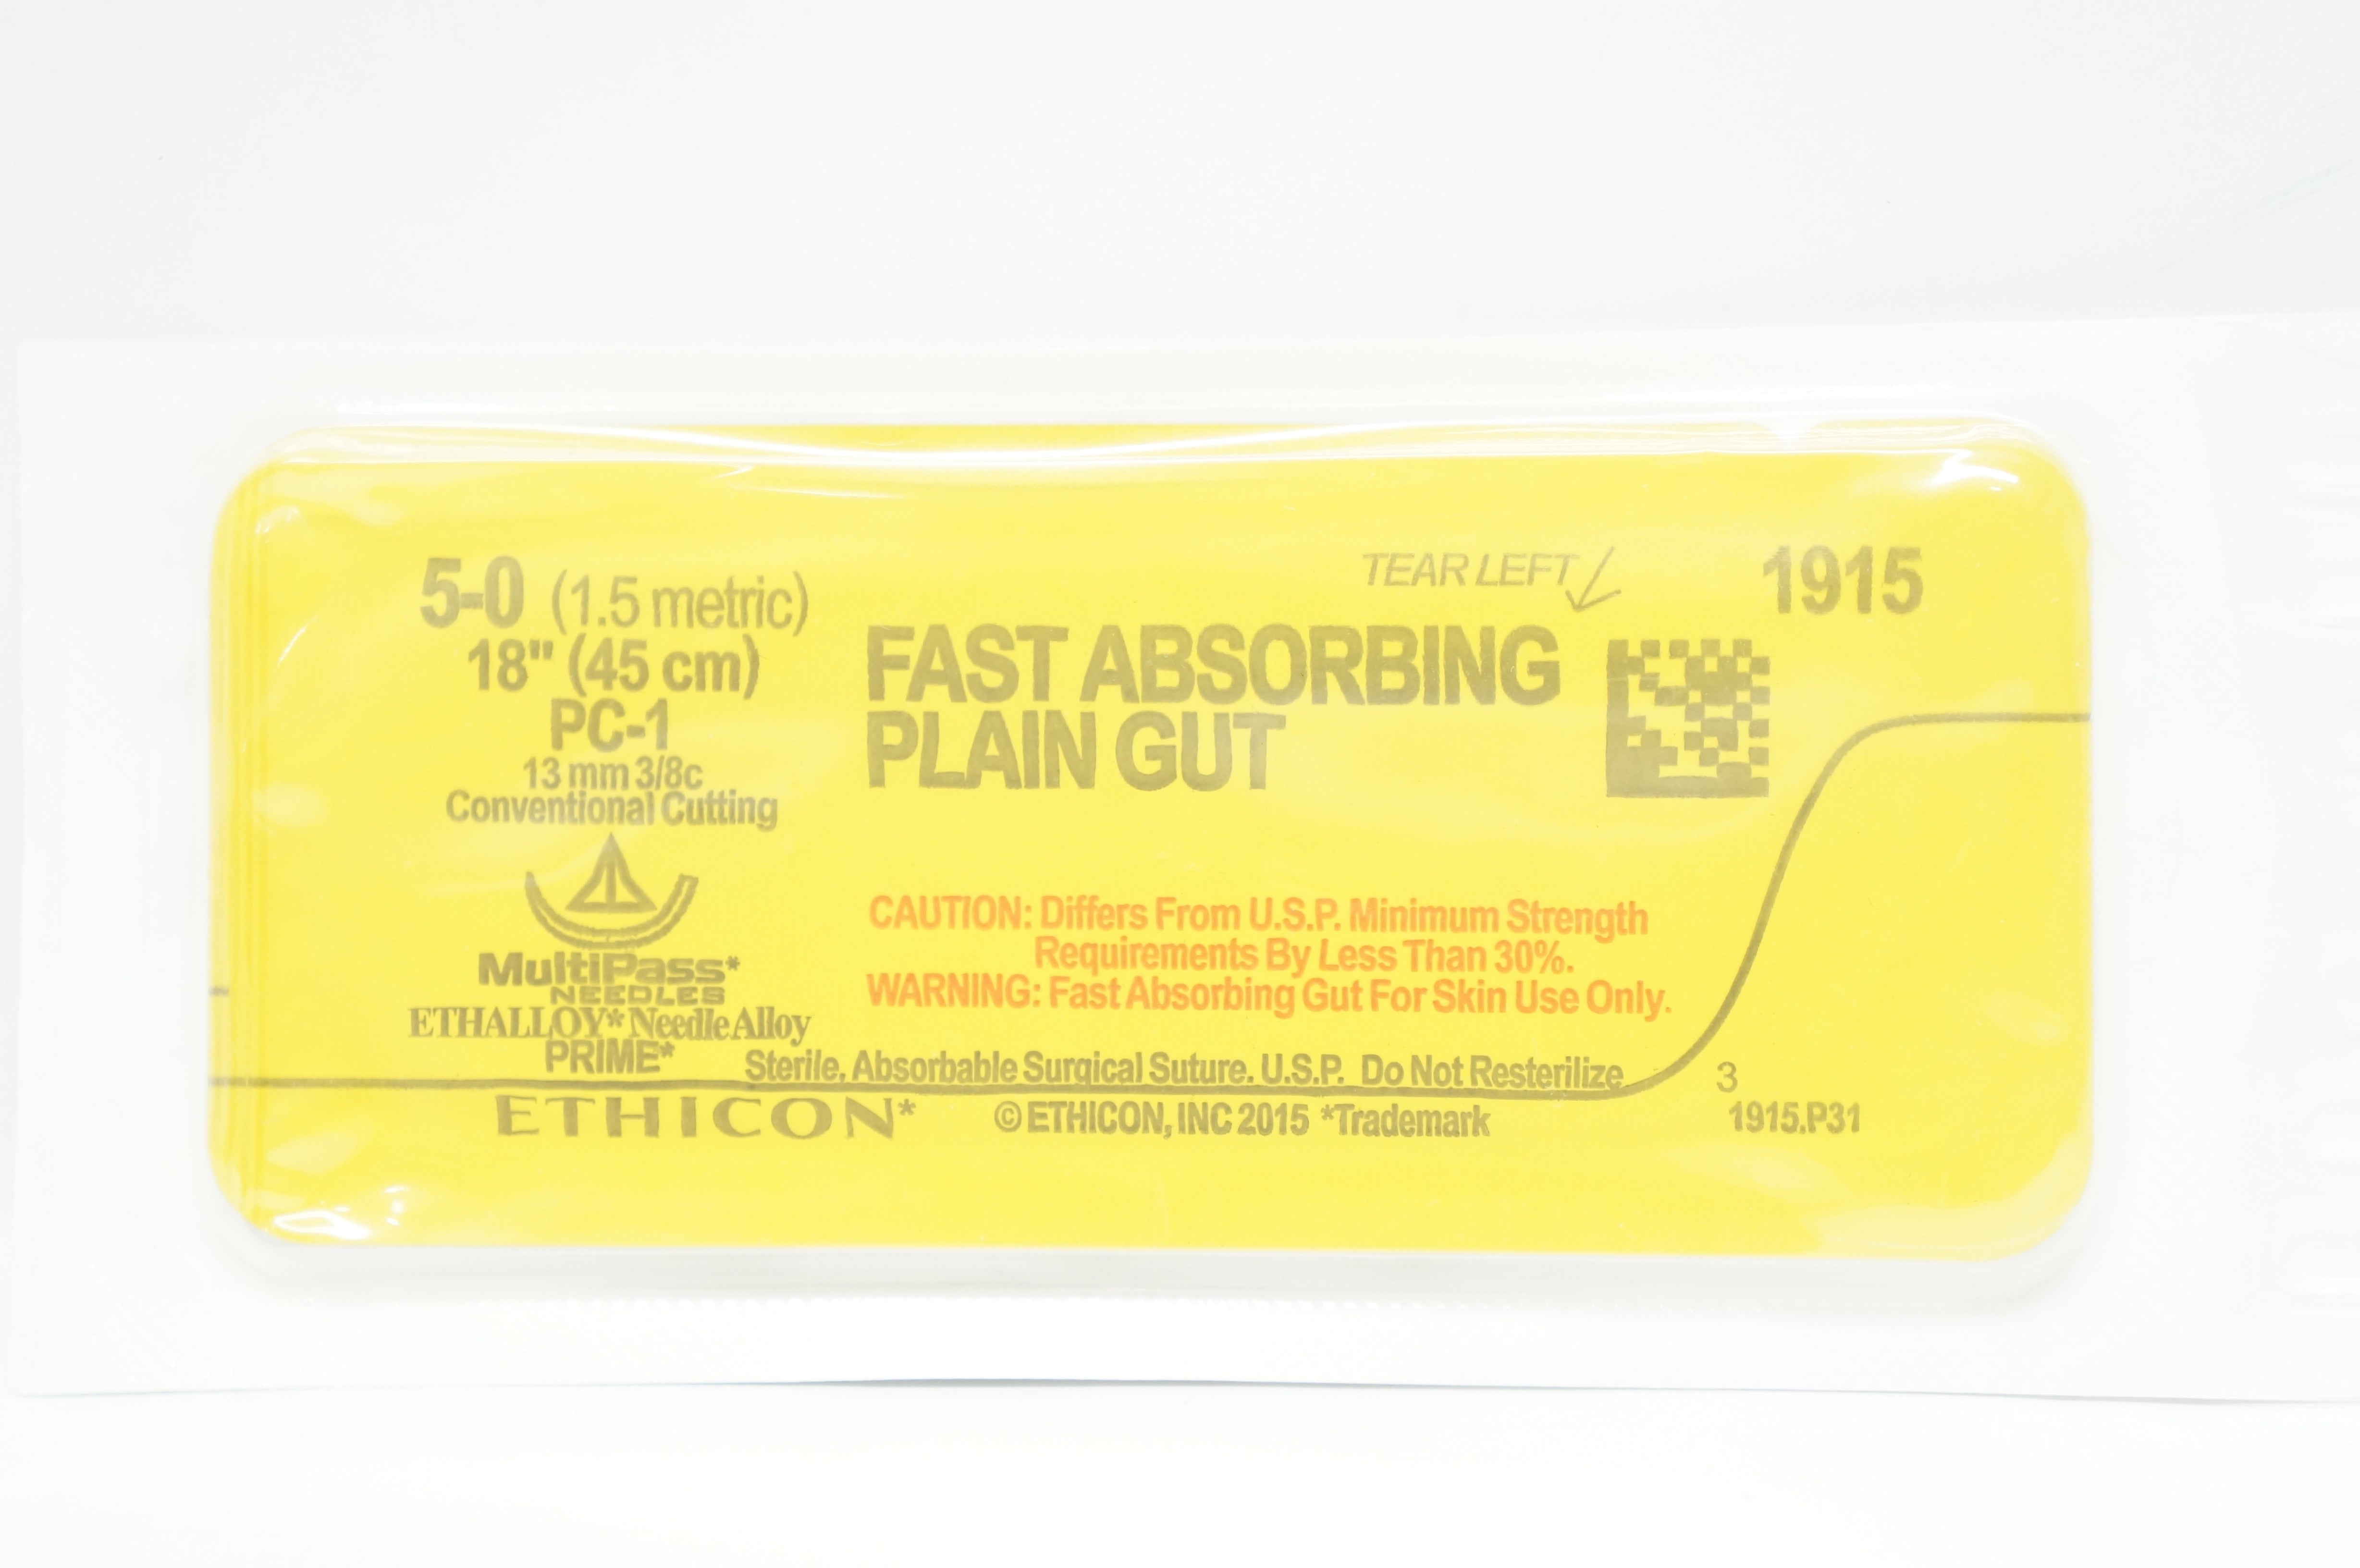 TEAR LEFT
1915
5-0 (1.5 metric)
18" (45 cm)
PC-1
13 mm 3/8c
Conventional Cutting
FAST ABSORBING
PLAIN GUT
MultiPass*
NEEDLES
ETHALLOY* Needle Alloy
PRIME*
CAUTION: Differs From U.S.P. Minimum Strength
Requirements By Less Than 30%.
WARNING: Fast Absorbing Gut For Skin Use Only.
Sterile, Absorbable Surgical Suture, U.S.P. Do Not Resterilize
3
ETHICON*
© ETHICON, INC 2015 *Trademark
1915.P31